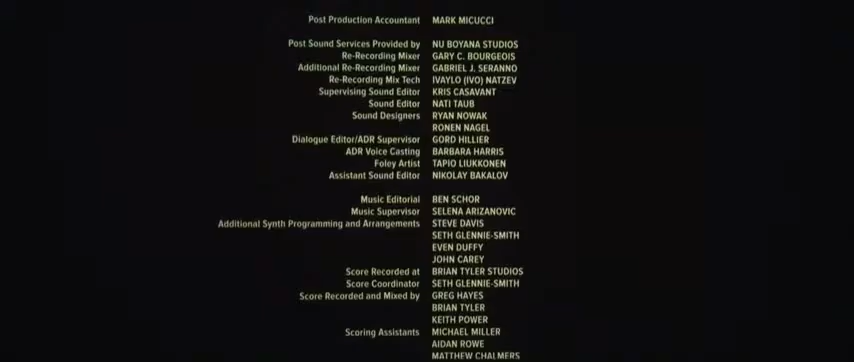 Post Production Accountant MARK MICUCCI
Post Sound Services Provided by NU BOYANA STUDIOS
Re-Recording Mixer GARY C. BOURGEOIS
Additional Re-Recording Mixer GABRIEL J. SERANNO
Re-Recording Mix Tech IVAYLO (IVO) NATZEV
Supervising Sound Editor KRIS CASAVANT
Sound Editor NATI TAUB
Sound Designers RYAN NOWAK
RONEN NAGEL
Dialogue Editor/ADR Supervisor GORD HILLIER
ADR Voice Casting BARBARA HARRIS
Foley Artist TAPIO LIUKKONEN
Assistant Sound Editor NIKOLAY BAKALOV
Music Editorial BEN SCHOR
Music Supervisor SELENA ARIZANOVIC
Additional Synth Programming and Arrangements STEVE DAVIS
SETH GLENNIE-SMITH
EVEN DUFFY
JOHN CAREY
Score Recorded at BRIAN TYLER STUDIOS
Score Coordinator SETH GLENNIE-SMITH
Score Recorded and Mixed by GREG HAYES
BRIAN TYLER
KEITH POWER
Scoring Assistants MICHAEL MILLER
AIDAN ROWE
MATTHEW CHALMERS